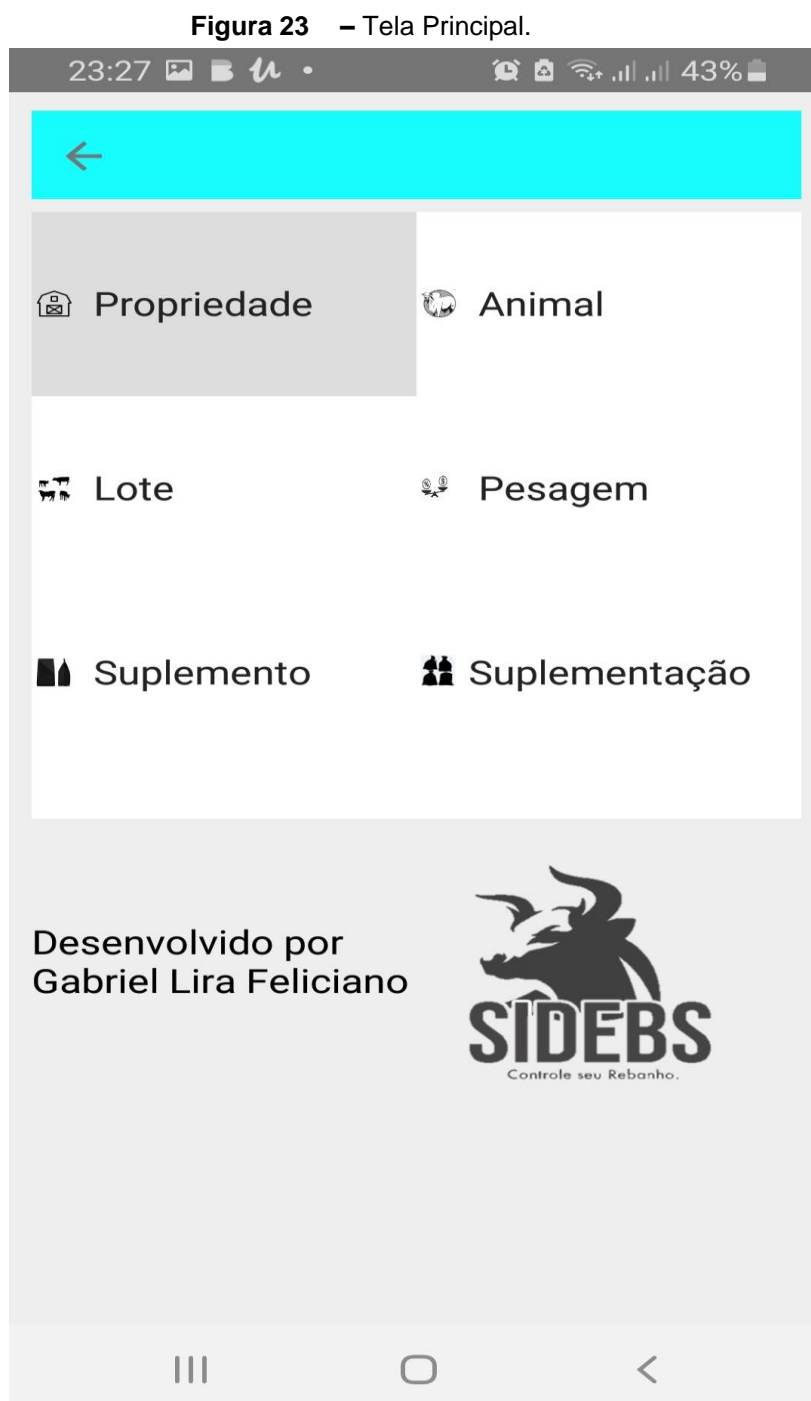 Figura 23 – Tela Principal.
23:27 43%
Propriedade Animal
Lote Pesagem
Suplemento Suplementação
Desenvolvido por
Gabriel Lira Feliciano
SIDEBS
Controle seu Rebanho.